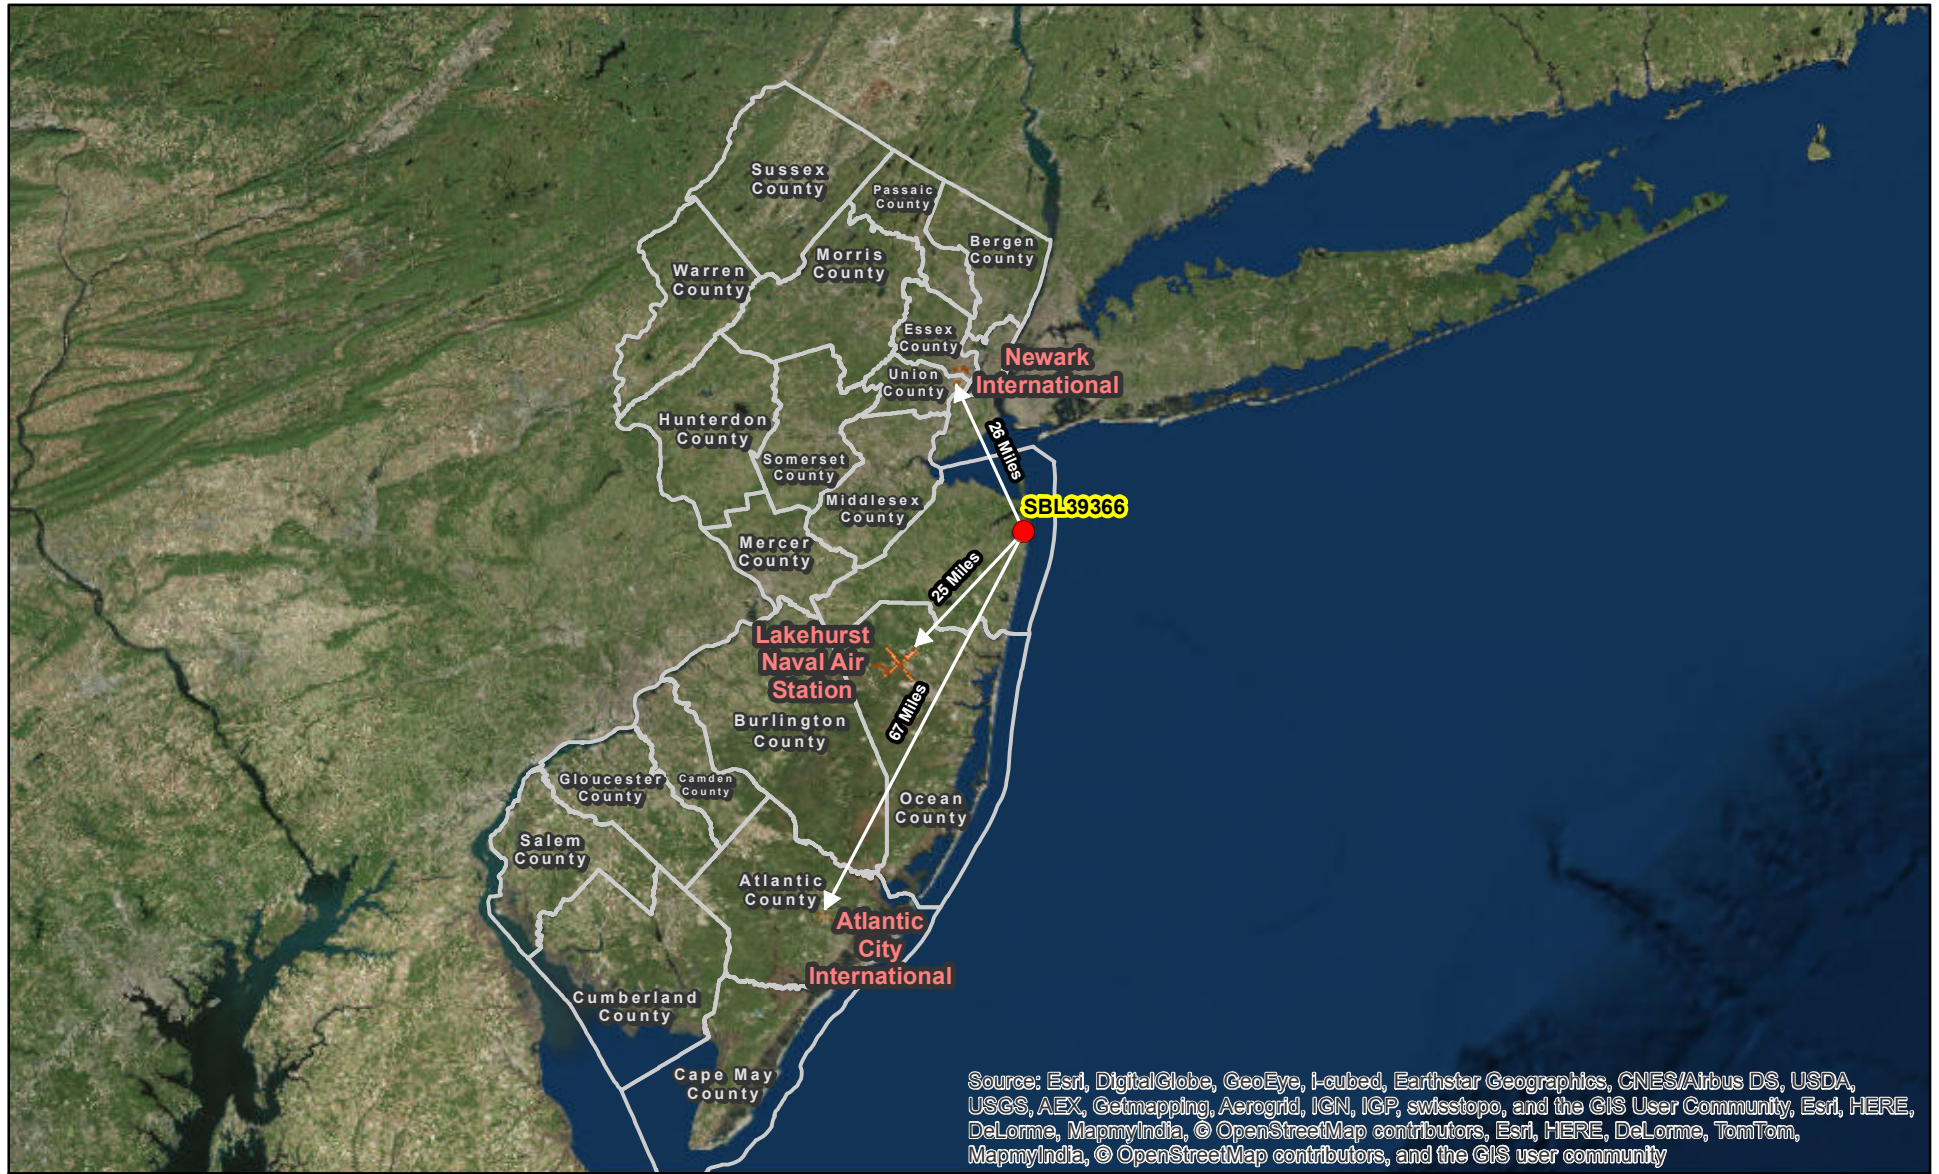 Sussex
County
Passaic
County
Bergen
County
Morris
County
Warren
County
Essex
County
Newark
International
Union
County
Hunterdon
County
26 Miles
Somerset
County
Middlesex
County
SBL39366
Mercer
County
25 Miles
Lakehurst
Naval Air
Station
67 Miles
Burlington
County
Gloucester
County
Camden
County
Ocean
County
Salem
County
Atlantic
County
Atlantic
City
International
Cumberland
County
Cape May
County
Source: Esri, DigitalGlobe, GeoEye, i-cubed, Earthstar Geographics, CNES/Airbus DS, USDA,
USGS, AEX, Getmapping, Aerogrid, IGN, IGP, swisstopo, and the GIS User Community, Esri, HERE,
DeLorme, MapmyIndia, © OpenStreetMap contributors, Esri, HERE, DeLorme, TomTom,
MapmyIndia, © OpenStreetMap contributors, and the GIS user community